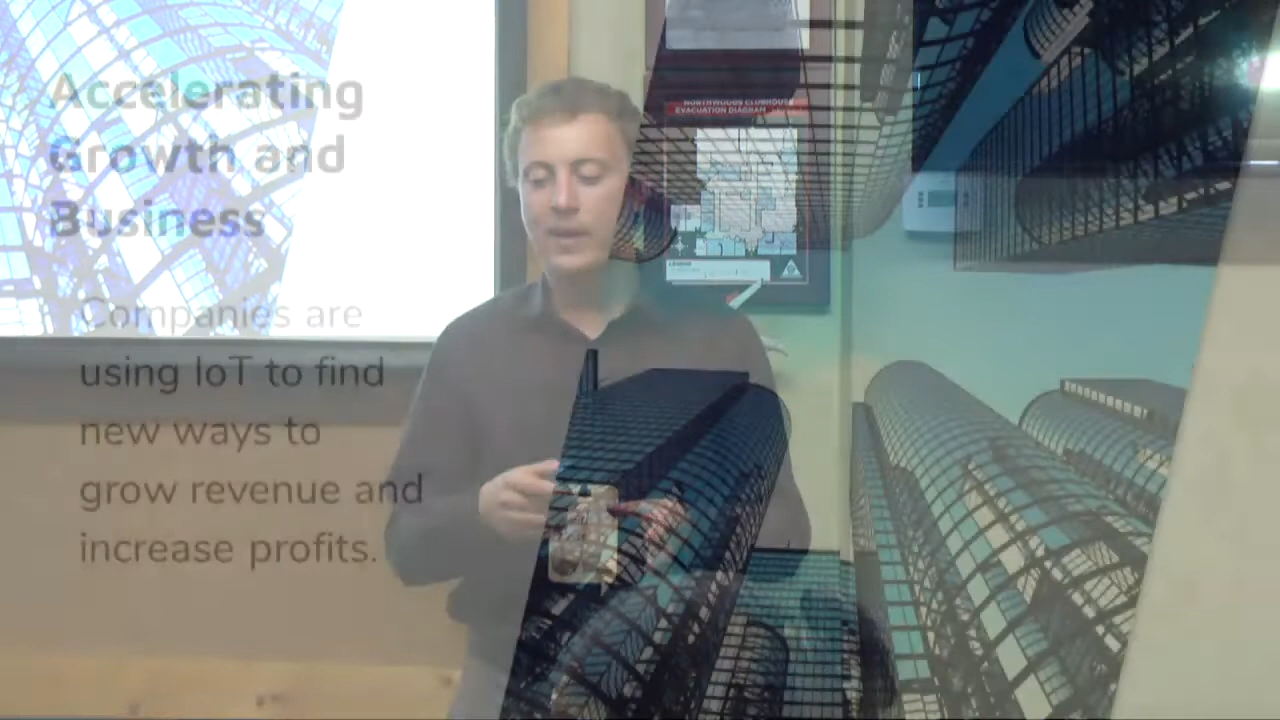 Accelerating
Growth and
Business
Companies are
using IoT to find
new ways to
grow revenue and
increase profits.
NORTHWOODS CLUBHOUSE
EVACUATION DIAGRAM